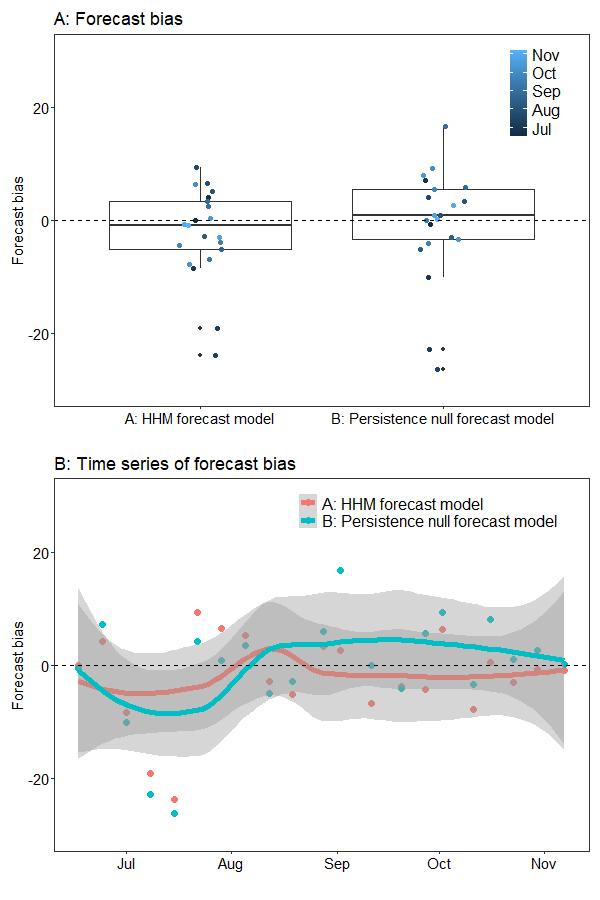 A: Forecast bias
Forecast bias
20
0
-20
Nov
Oct
Sep
Aug
Jul
A: HHM forecast model
B: Persistence null forecast model
B: Time series of forecast bias
Forecast bias
20
0
-20
A: HHM forecast model
B: Persistence null forecast model
Jul Aug Sep Oct Nov